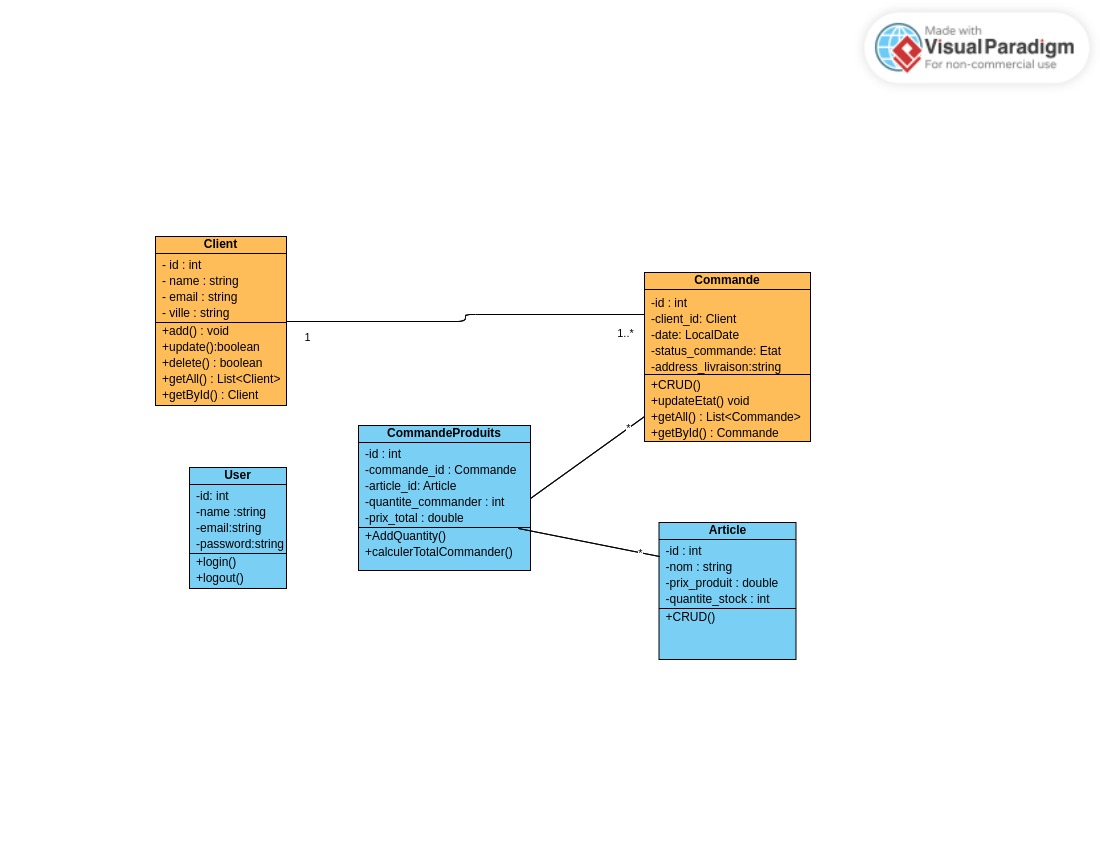 Made with
Visual Paradigm
For non-commercial use
Client
- id : int
- name : string
- email : string
- ville : string
+add() : void
+update():boolean
+delete() : boolean
+getAll() : List<Client>
+getById() : Client
1
1..*
Commande
-id : int
-client_id: Client
-date: LocalDate
-status_commande: Etat
-address_livraison:string
+CRUD()
+updateEtat() void
+getAll() : List<Commande>
+getById() : Commande
*
CommandeProduits
-id : int
-commande_id : Commande
-article_id: Article
-quantite_commander : int
-prix_total : double
+AddQuantity()
+calculerTotalCommander()
*
User
-id: int
-name :string
-email:string
-password:string
+login()
+logout()
Article
-id : int
-nom : string
-prix_produit : double
-quantite_stock : int
+CRUD()